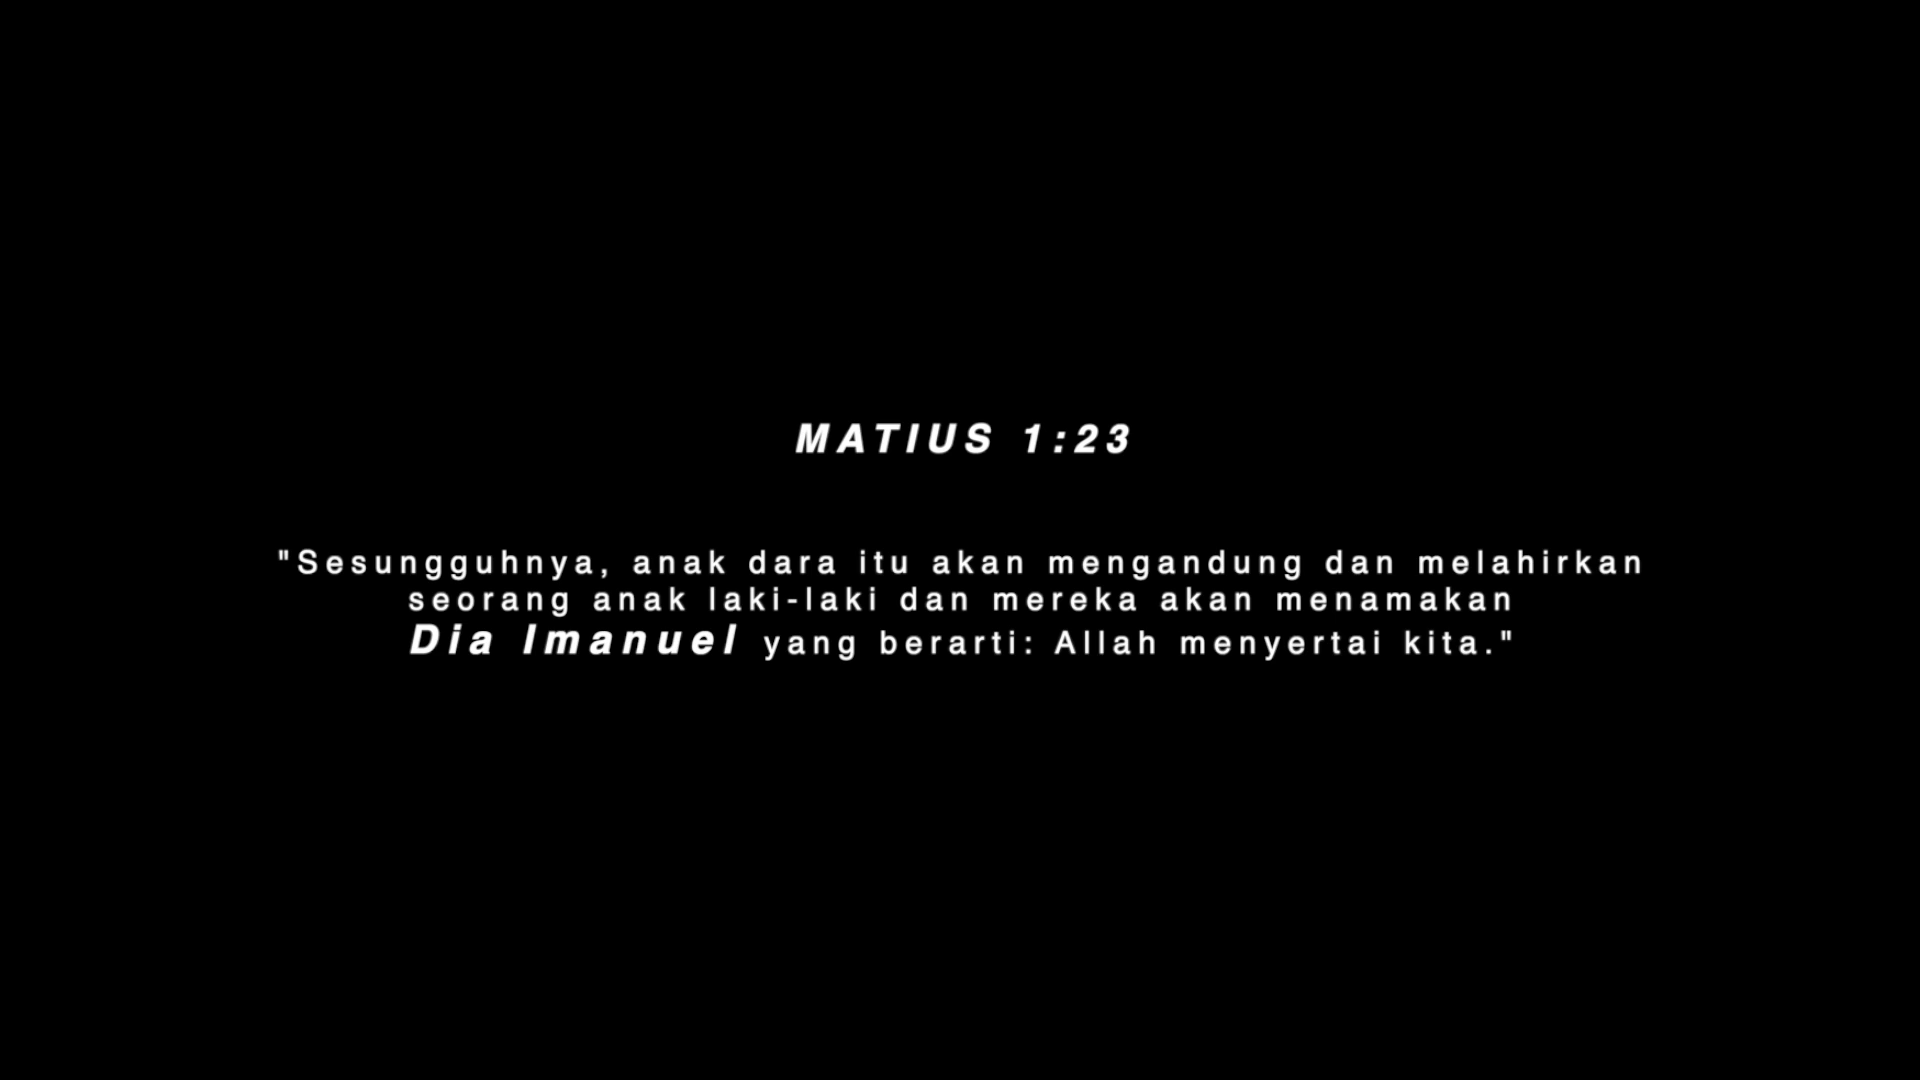 MATIUS 1:23
"Sesungguhnya, anak dara itu akan mengandung dan melahirkan
seorang anak laki-laki dan mereka akan menamakan
Dia Imanuel yang berarti: Allah menyertai kita."